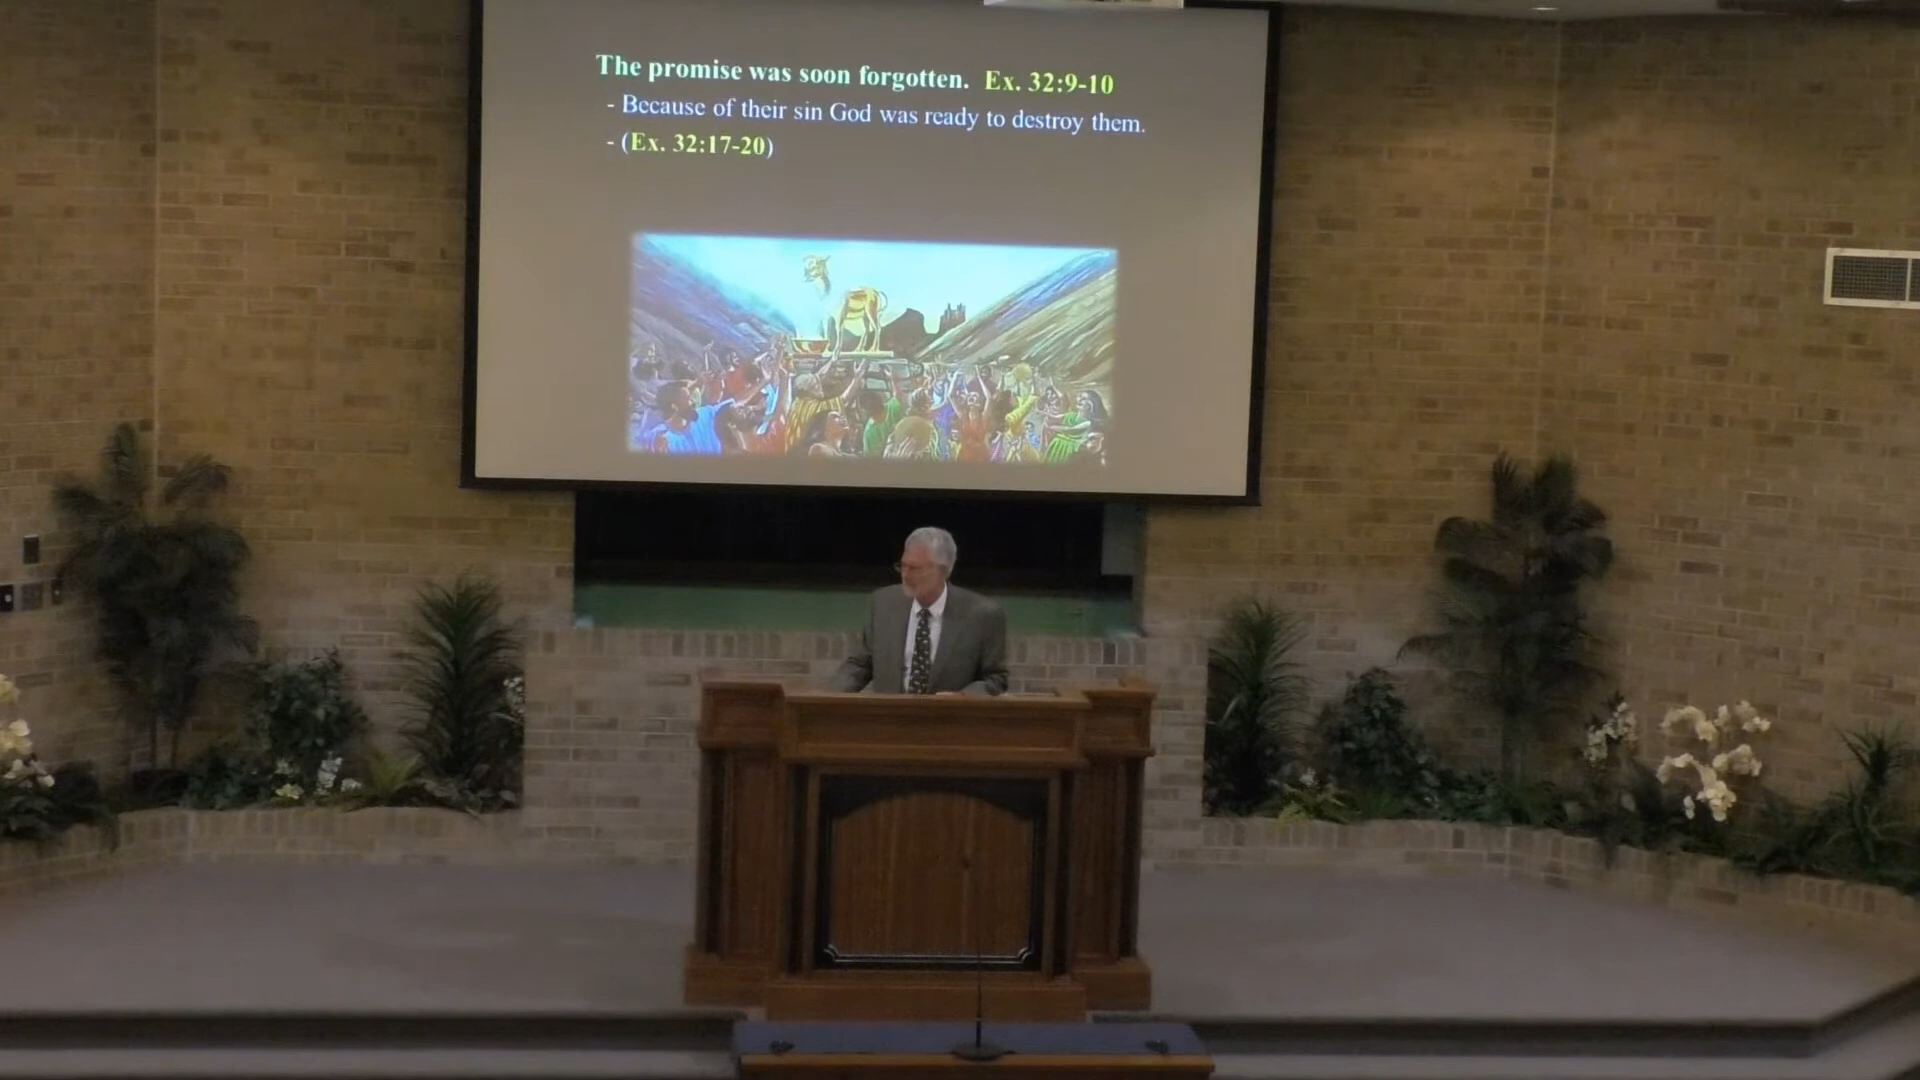 The promise was soon forgotten. Ex. 32:9-10
- Because of their sin God was ready to destroy them.
- (Ex. 32:17-20)